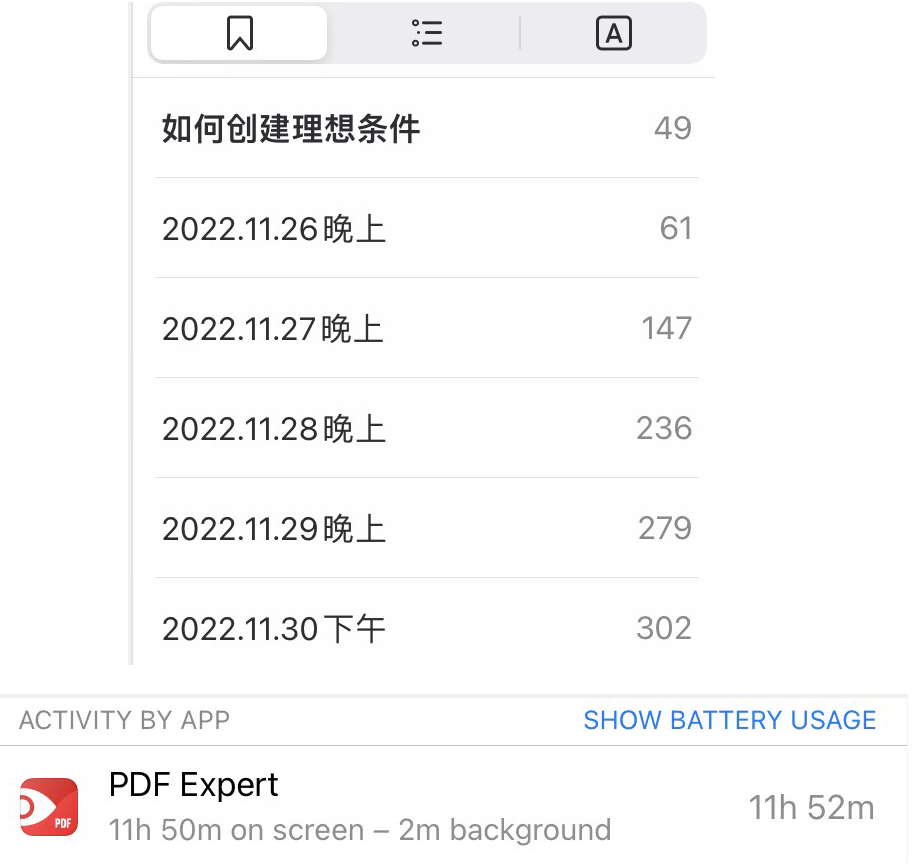 A
如何创建理想条件 49
2022.11.26晚上 61
2022.11.27晚上 147
2022.11.28晚上 236
2022.11.29晚上 279
2022.11.30下午 302
ACTIVITY BY APP SHOW BATTERY USAGE
PDF Expert
PDF
11h 50m on screen – 2m background
11h 52m